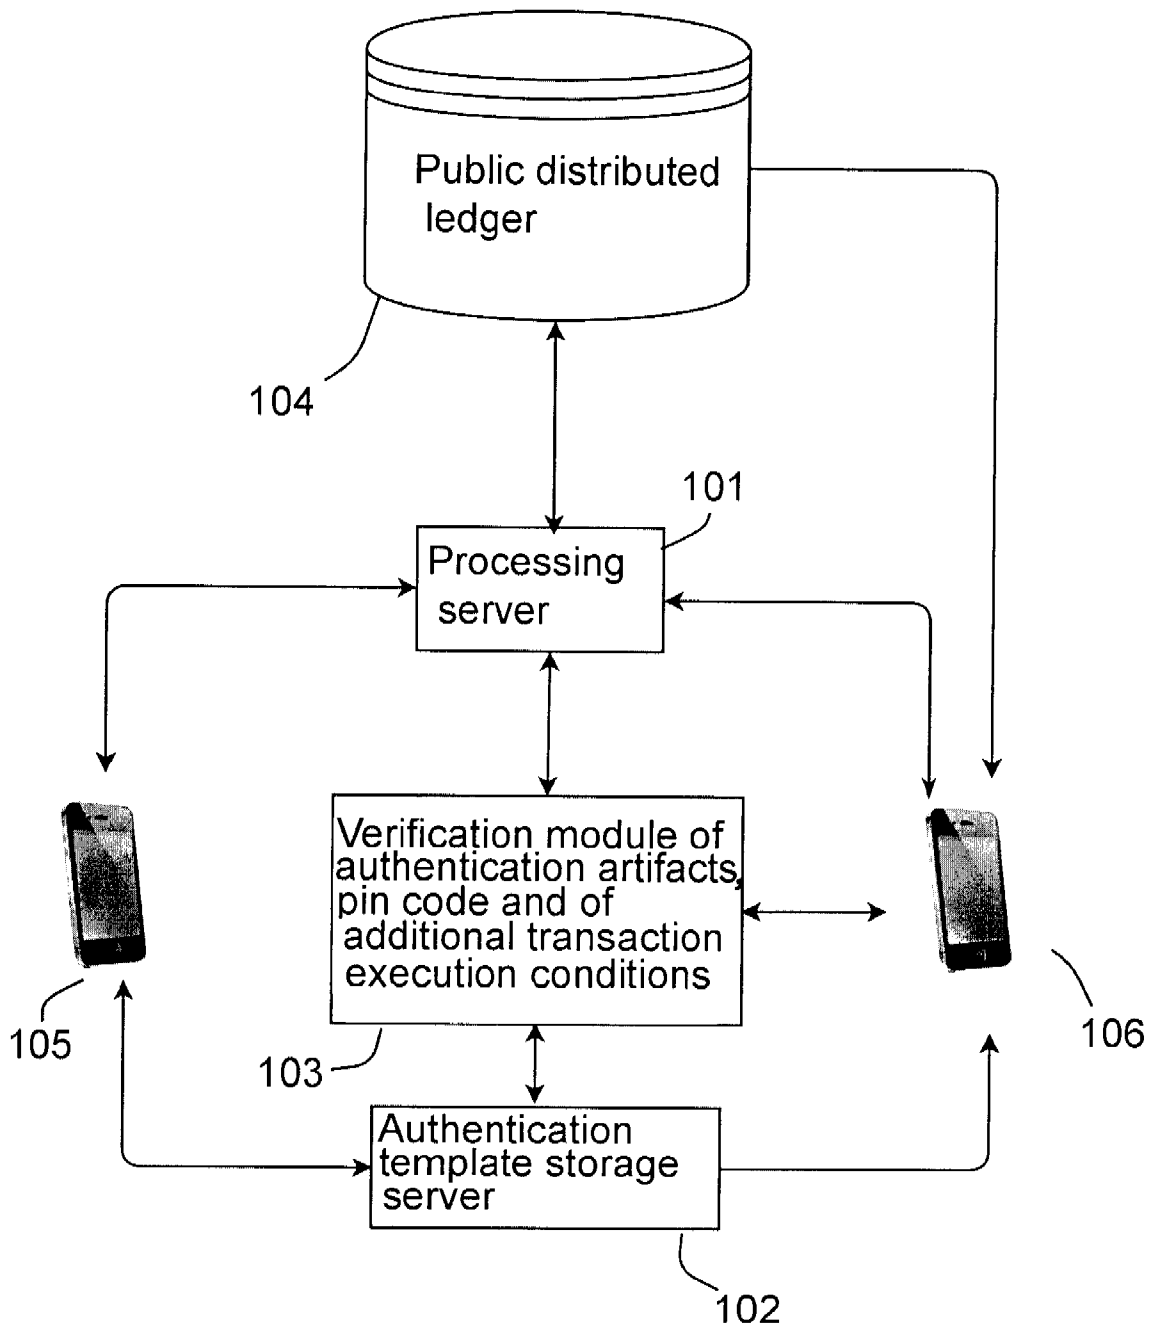 Public distributed
ledger
104
101
Processing
server
Verification module of
authentication artifacts,
pin code and of
additional transaction
execution conditions
105
103
106
Authentication
template storage
server
102